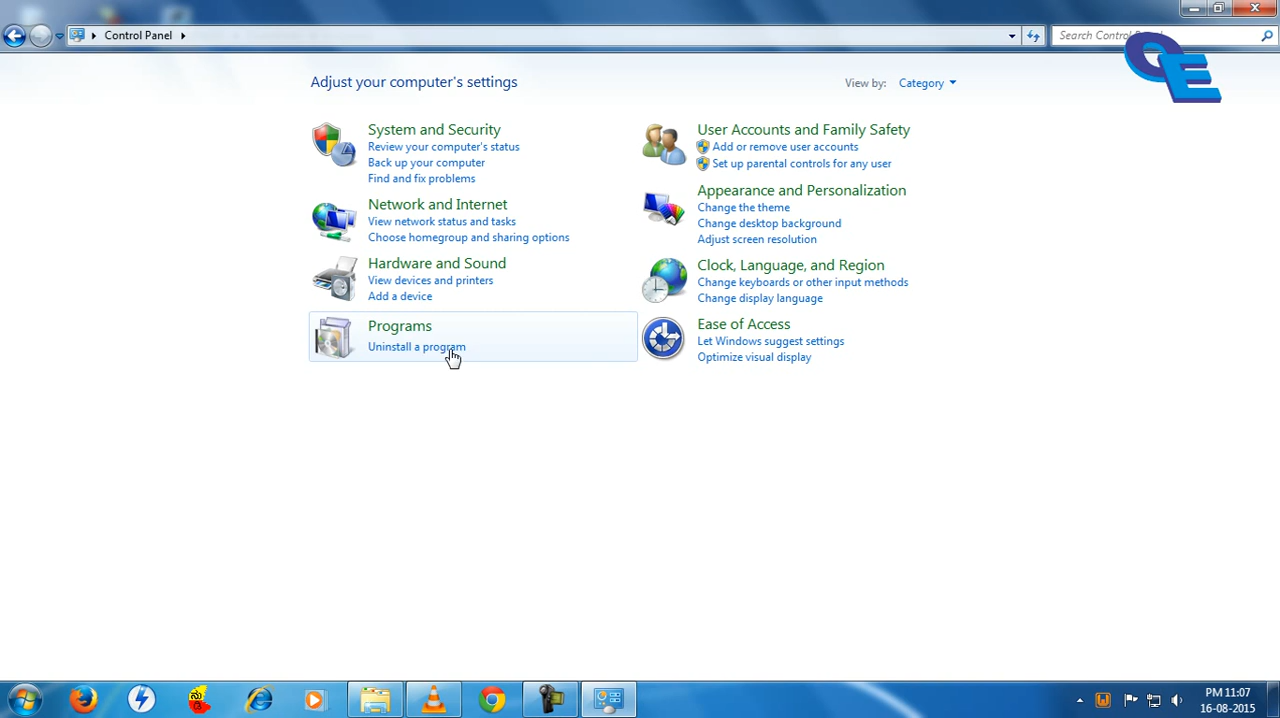 Control Panel
Search Control
OE
Adjust your computer's settings
View by: Category
System and Security
Review your computer's status
Back up your computer
Find and fix problems
Network and Internet
View network status and tasks
Choose homegroup and sharing options
Hardware and Sound
View devices and printers
Add a device
Programs
Uninstall a program
User Accounts and Family Safety
Add or remove user accounts
Set up parental controls for any user
Appearance and Personalization
Change the theme
Change desktop background
Adjust screen resolution
Clock, Language, and Region
Change keyboards or other input methods
Change display language
Ease of Access
Let Windows suggest settings
Optimize visual display
PM 11:07
16-08-2015